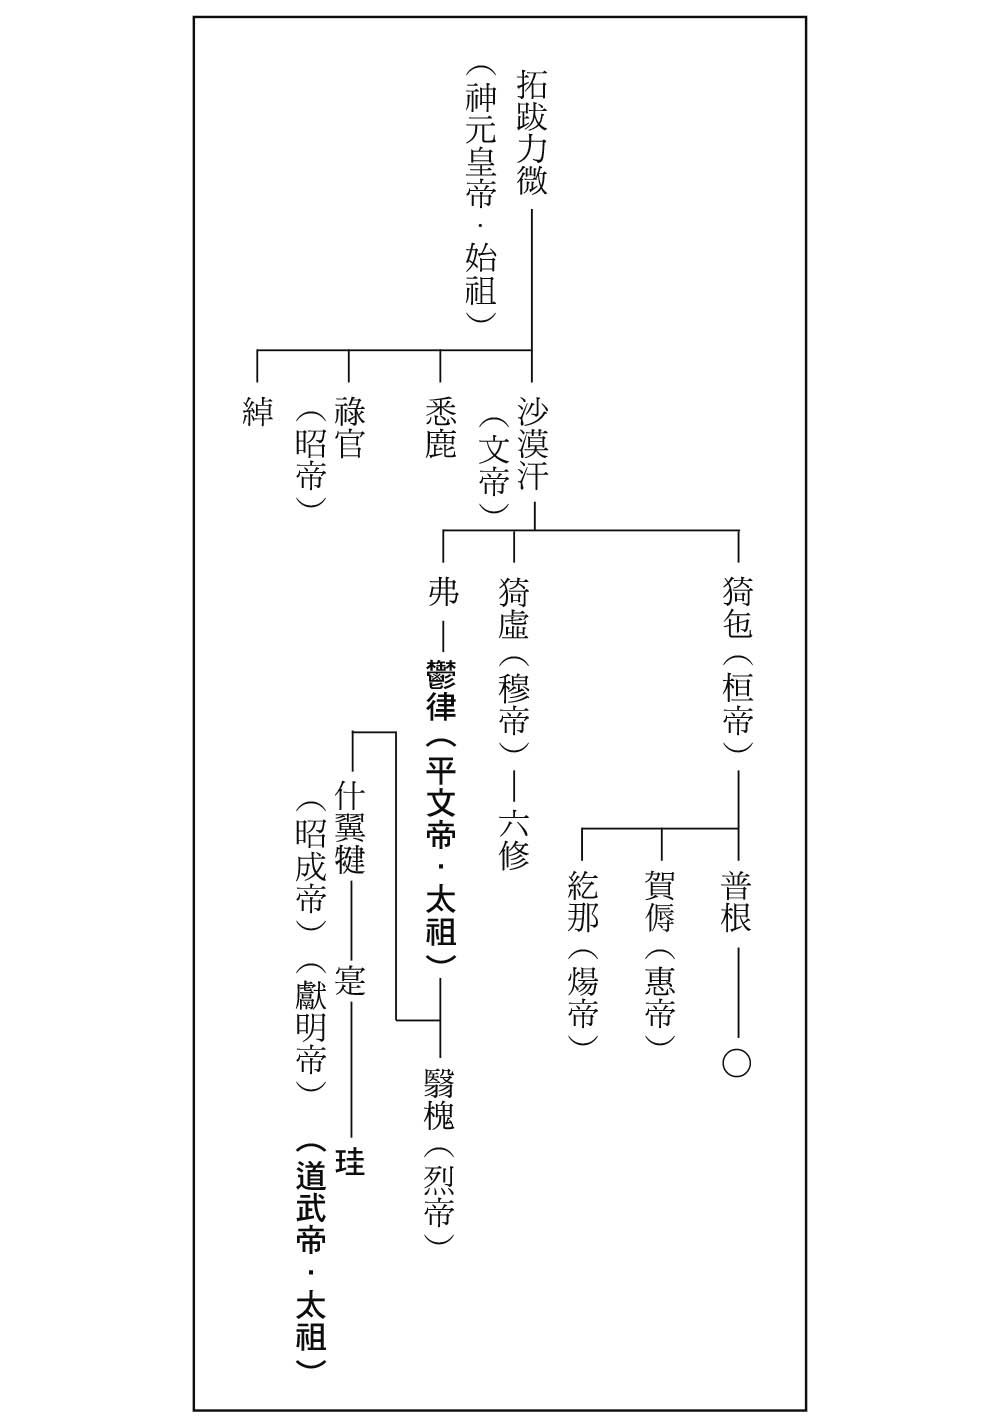 拓跋力微
（神元皇帝．始祖）
沙漠汗
（文帝）
悉鹿
祿官
（昭帝）
綽
猗㐌（桓帝）
普根
○
賀傉（惠帝）
紇那（煬帝）
猗盧（穆帝）
六修
弗
鬱律（平文帝．太祖）
翳槐（烈帝）
什翼犍
（昭成帝）
寔
（獻明帝）
珪
（道武帝．太祖）